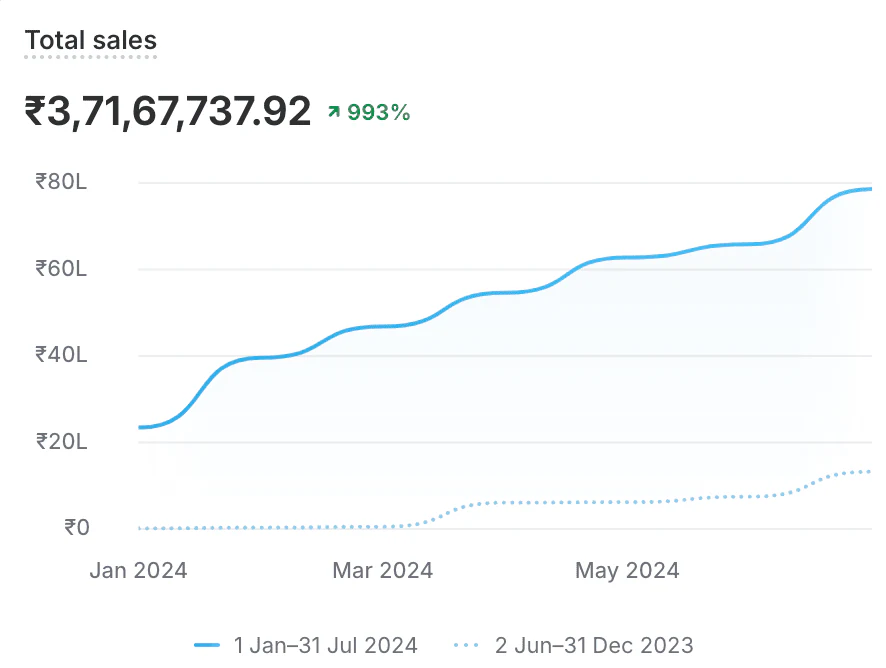 Total sales
₹3,71,67,737.92 ↗ 993%
₹80L
₹60L
₹40L
₹20L
₹0
Jan 2024 Mar 2024 May 2024
1 Jan–31 Jul 2024 2 Jun–31 Dec 2023